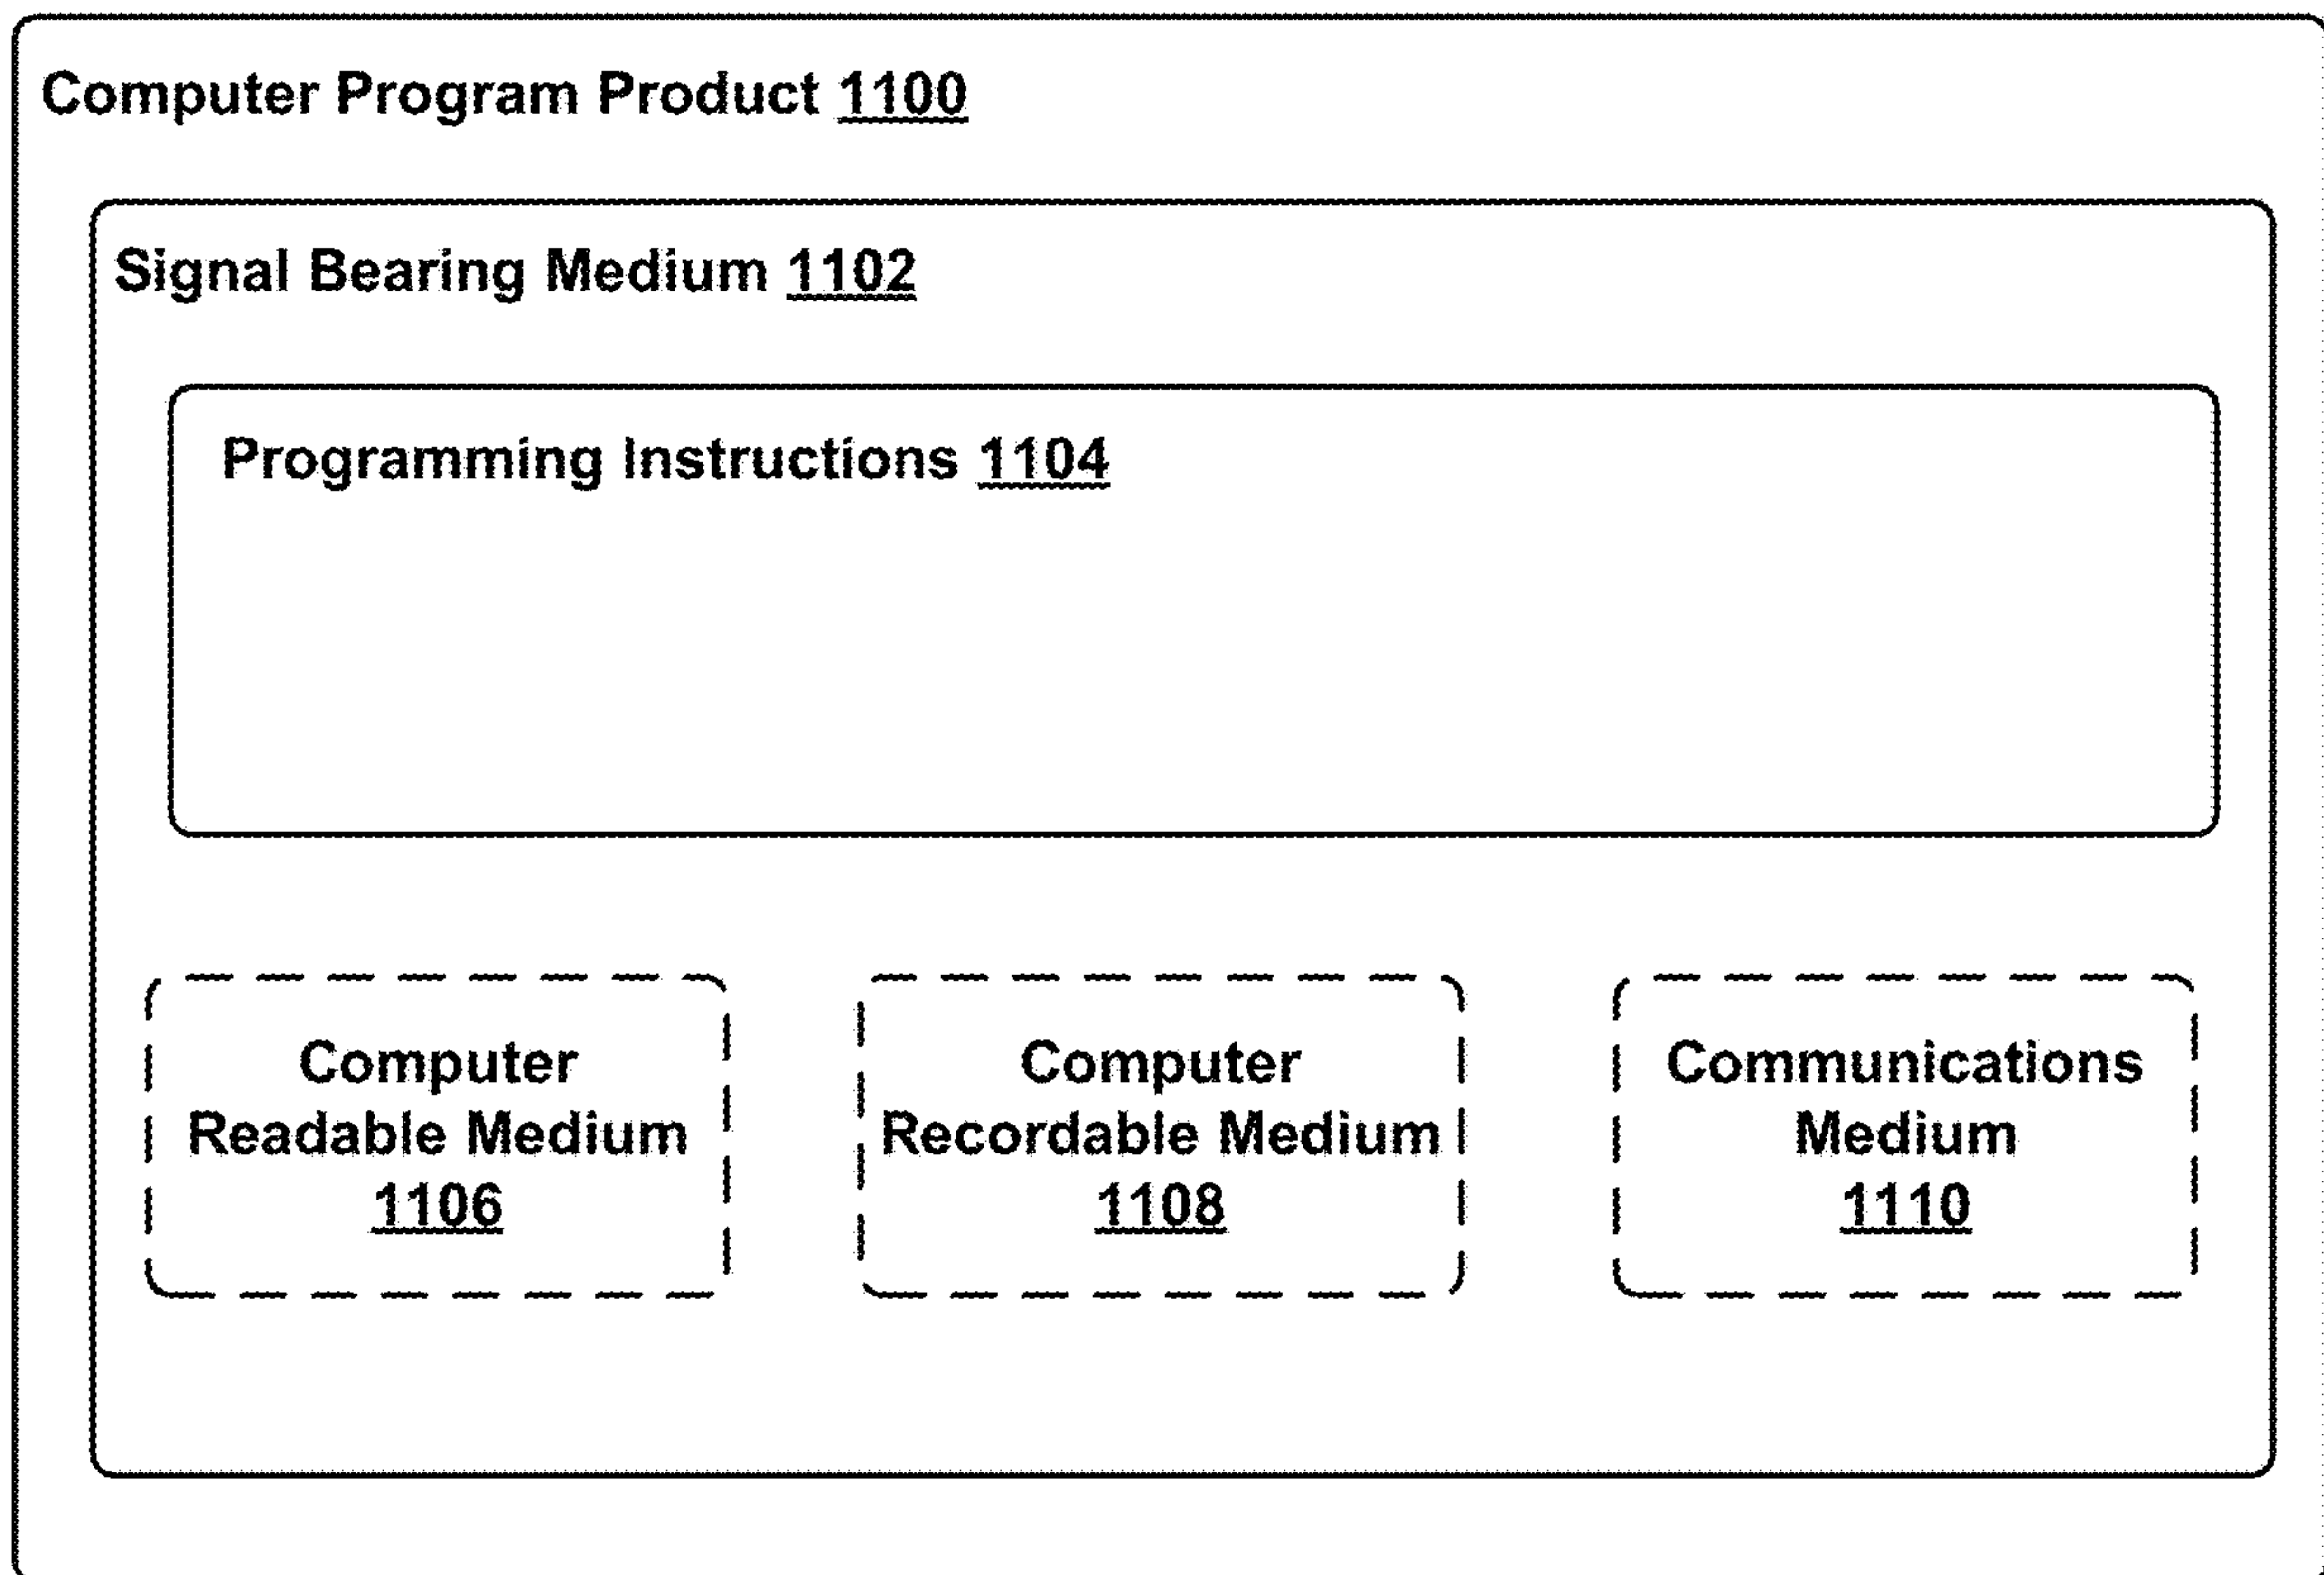 Computer Program Product 1100
Signal Bearing Medium 1102
Programming Instructions 1104
Computer
Readable Medium
1106
Computer
Recordable Medium
1108
Communications
Medium
1110